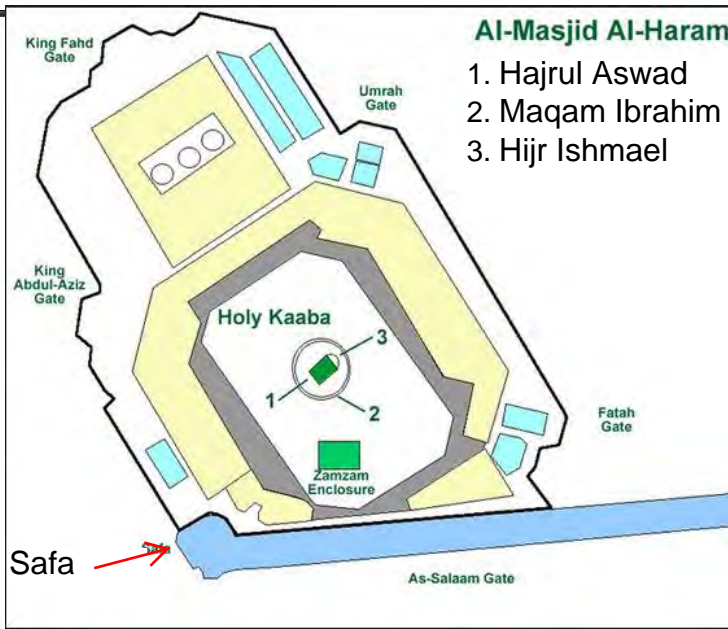 Al-Masjid Al-Haram
1. Hajrul Aswad
2. Maqam Ibrahim
3. Hijr Ishmael
King Fahd
Gate
Umrah
Gate
King
Abdul-Aziz
Gate
Holy Kaaba
3
1
2
Fatah
Gate
Zamzam
Enclosure
Safa
Safa
As-Salaam Gate